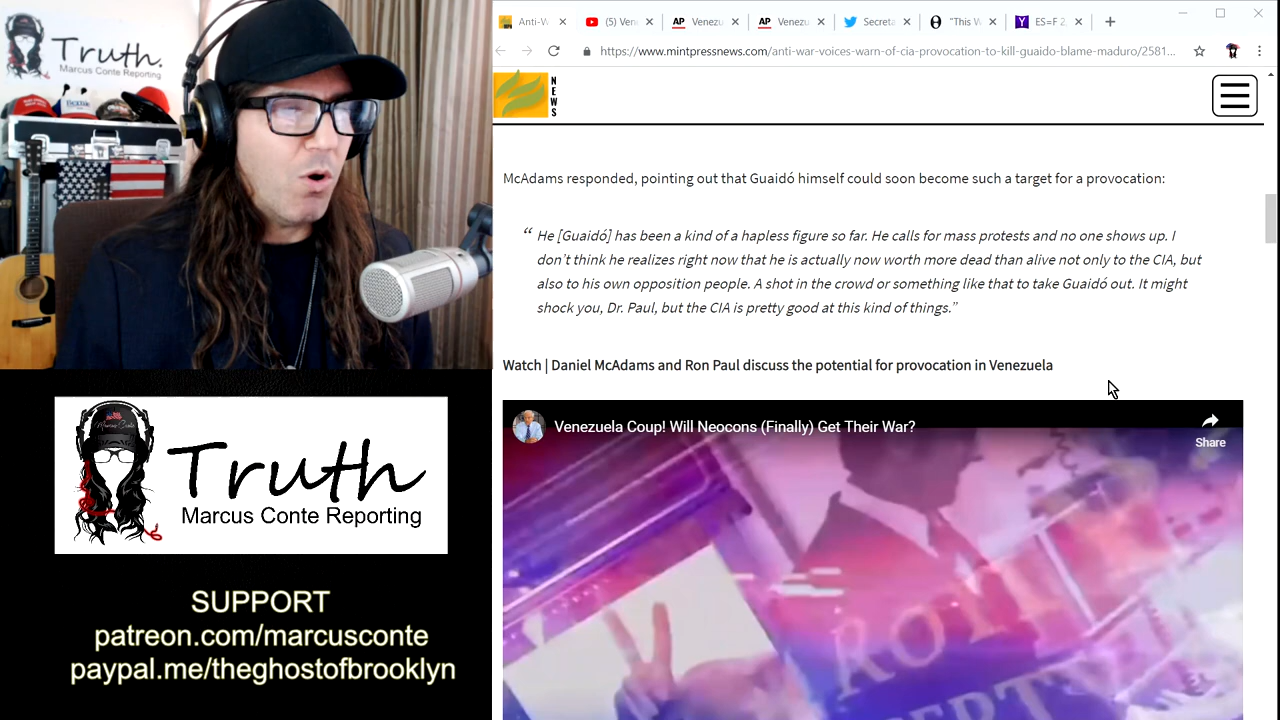 Truth.
Marcus Conte Reporting
Truth
Marcus Conte Reporting
SUPPORT
patreon.com/marcusconte
paypal.me/theghostofbrooklyn
Anti-W
(5) Ven
AP Venezu
AP Venezu
Secreta
"This W
ES=F 2,
https://www.mintpressnews.com/anti-war-voices-warn-of-cia-provocation-to-kill-guaido-blame-maduro/2581...
NEWS
McAdams responded, pointing out that Guaidó himself could soon become such a target for a provocation:
“ He [Guaidó] has been a kind of a hapless figure so far. He calls for mass protests and no one shows up. I
don’t think he realizes right now that he is actually now worth more dead than alive not only to the CIA, but
also to his own opposition people. A shot in the crowd or something like that to take Guaidó out. It might
shock you, Dr. Paul, but the CIA is pretty good at this kind of things.”
Watch | Daniel McAdams and Ron Paul discuss the potential for provocation in Venezuela
Venezuela Coup! Will Neocons (Finally) Get Their War?
Share